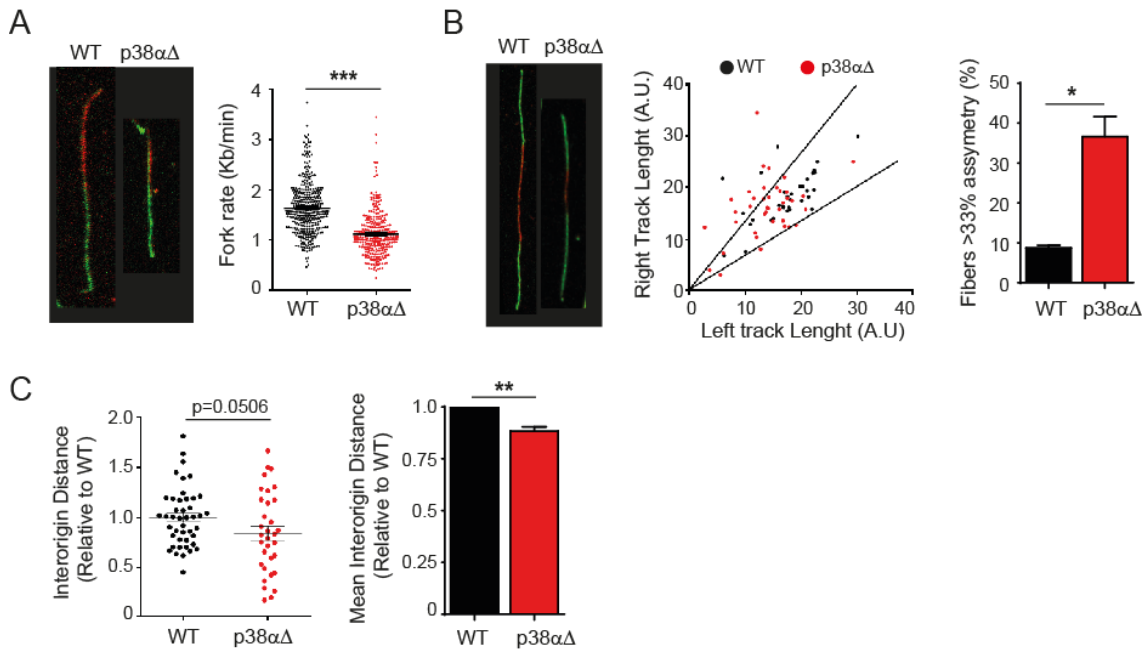 A
WT p38αΔ
***
Fork rate (Kb/min)
4
3
2
1
0
WT p38αΔ
B
WT p38αΔ
WT p38αΔ
Right Track Lenght (A.U.)
40
30
20
10
0
0 10 20 30 40
Left track Lenght (A.U)
*
Fibers >33% assymetry (%)
50
40
30
20
10
0
WT p38αΔ
C
p=0.0506
Interorigin Distance
(Relative to WT)
2.0
1.5
1.0
0.5
0
WT p38αΔ
**
Mean Interorigin Distance
(Relative to WT)
1.0
0.75
0.50
0.25
0
WT p38αΔ